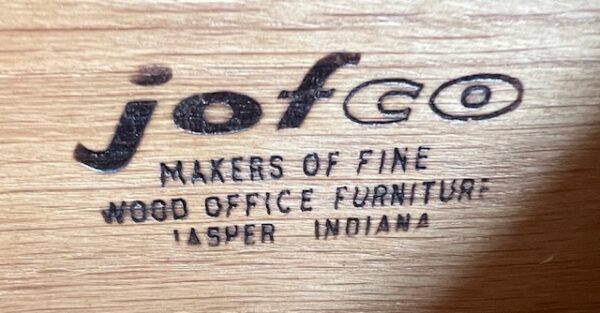 jofco
MAKERS OF FINE
WOOD OFFICE FURNITURE
JASPER INDIANA